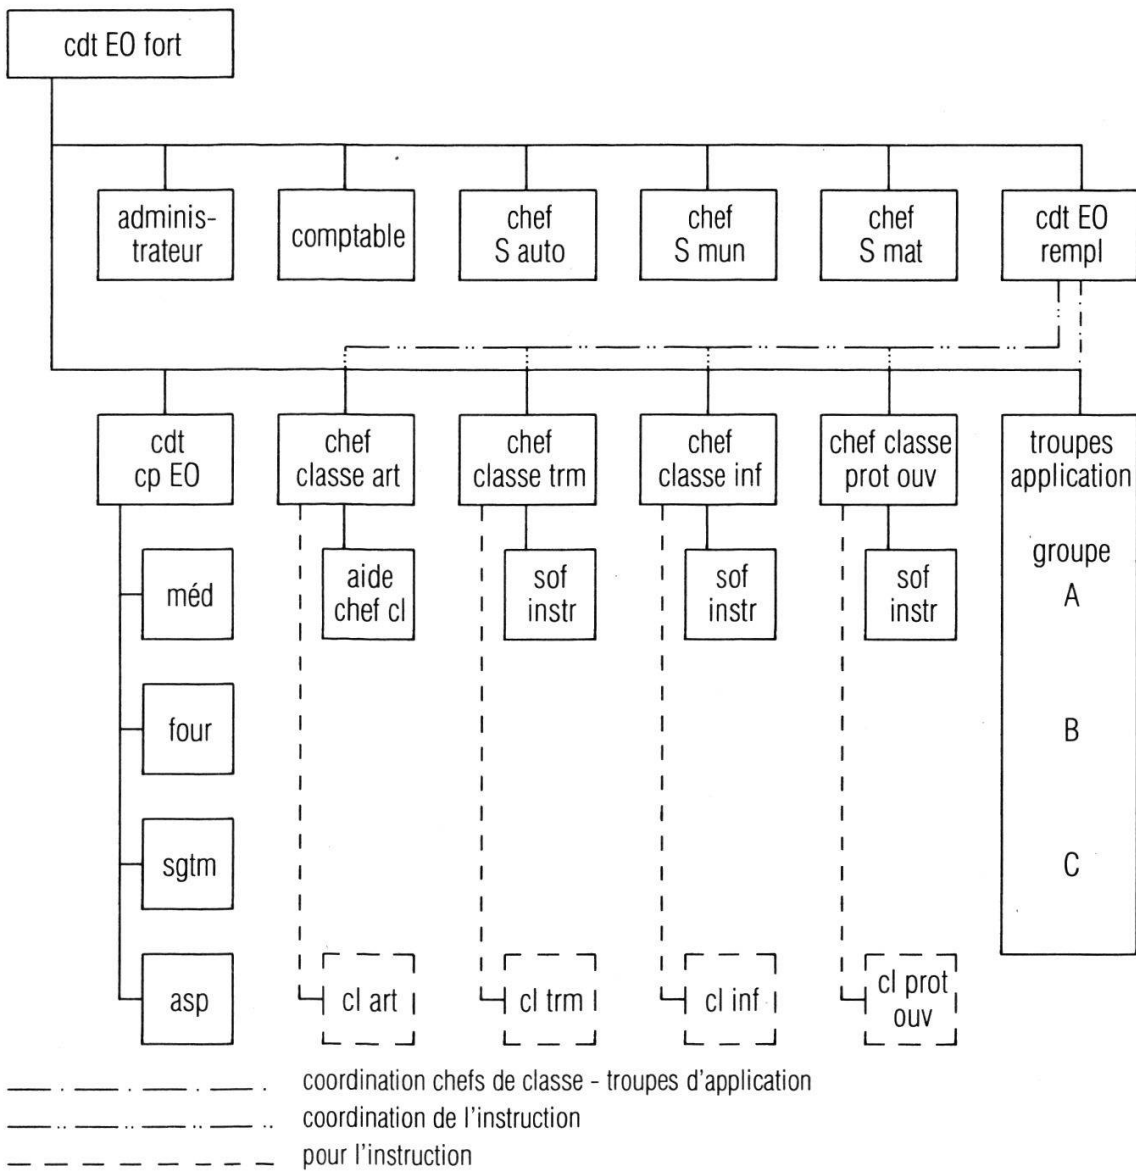 cdt EO fort
adminis-
trateur
comptable
chef
S auto
chef
S mun
chef
S mat
cdt EO
rempl
cdt
cp EO
chef
classe art
chef
classe trm
chef
classe inf
chef classe
prot ouv
troupes
application
groupe
A
B
C
méd
four
sgtm
asp
aide
chef cl
sof
instr
sof
instr
sof
instr
cl art
cl trm
cl inf
cl prot
ouv
coordination chefs de classe - troupes d'application
coordination de l'instruction
pour l'instruction